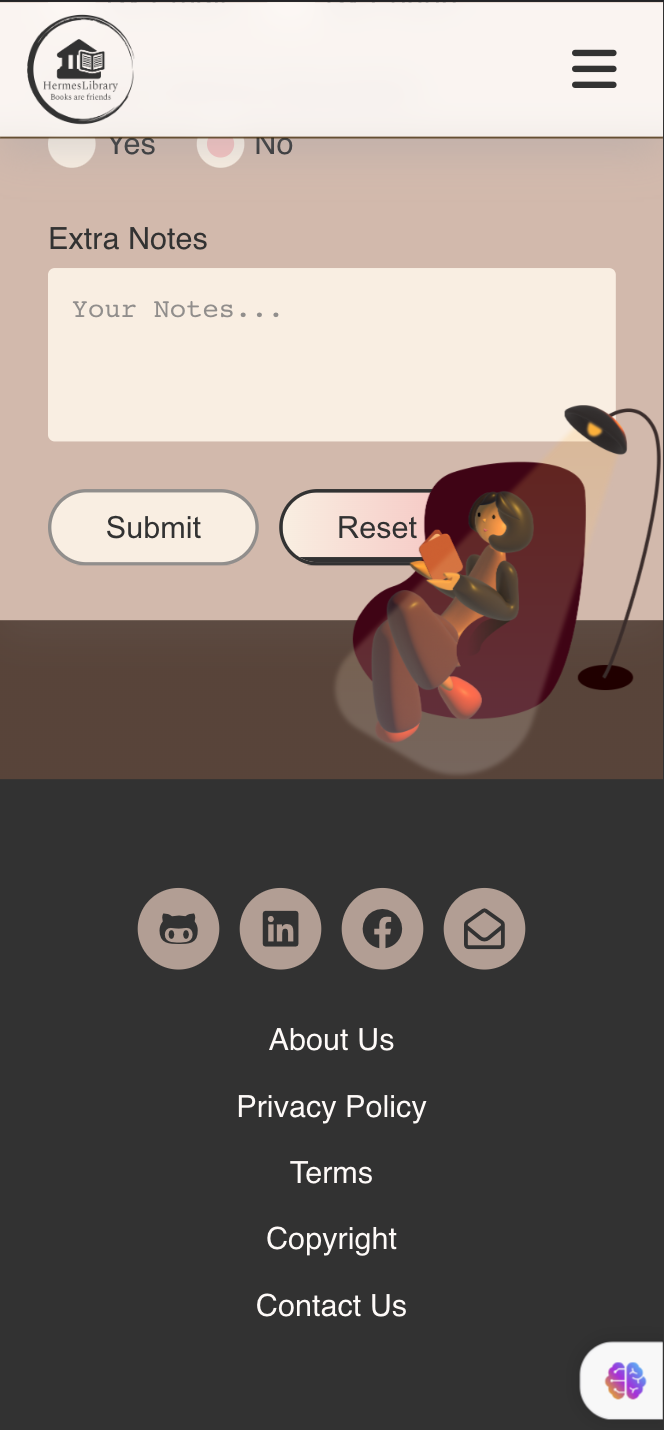 HermesLibrary
Books are friends
Yes No
Extra Notes
Your Notes...
Submit Reset
About Us
Privacy Policy
Terms
Copyright
Contact Us